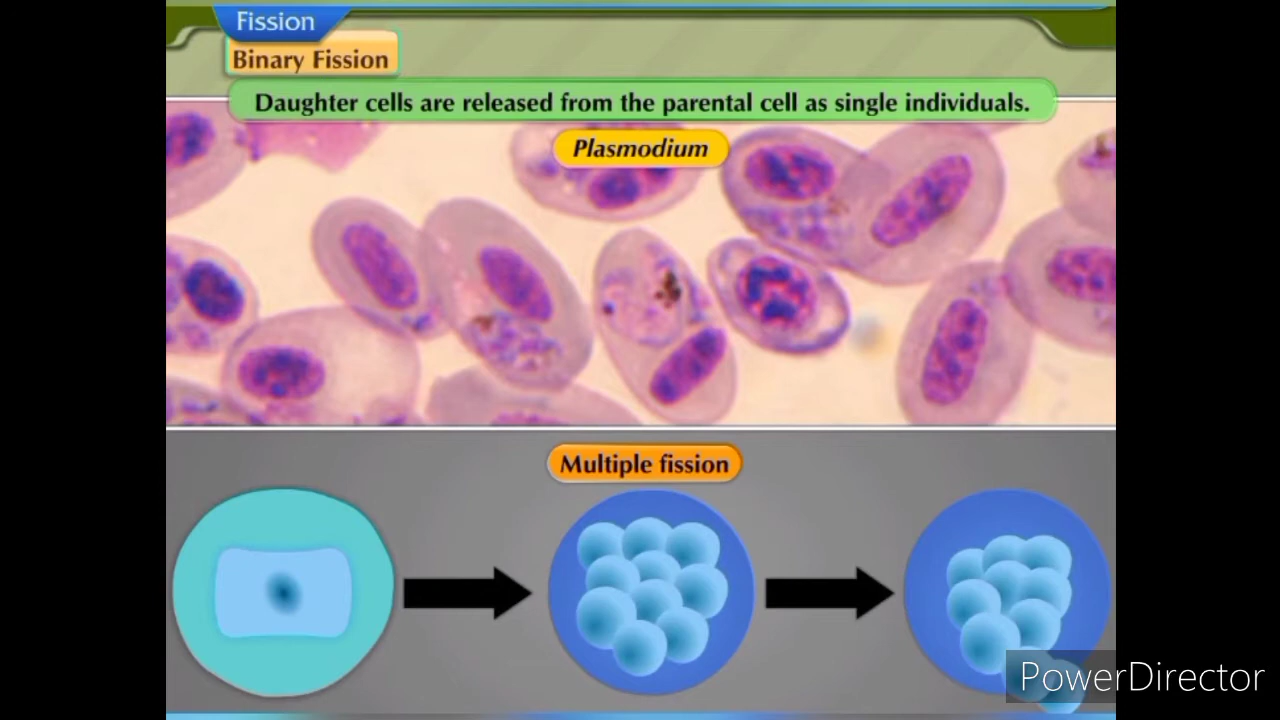 Fission
Binary Fission
Daughter cells are released from the parental cell as single individuals.
Plasmodium
Multiple fission
PowerDirector